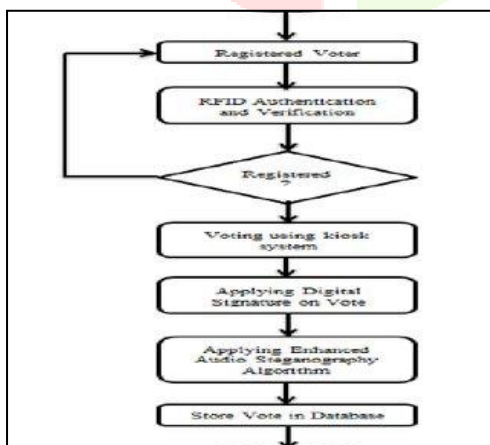 Registered Voter
RFID Authentication
and Verification
Registered
?
Voting using kiosk
system
Applying Digital
Signature on Vote
Applying Enhanced
Audio Steganography
Algorithm
Store Vote in Database